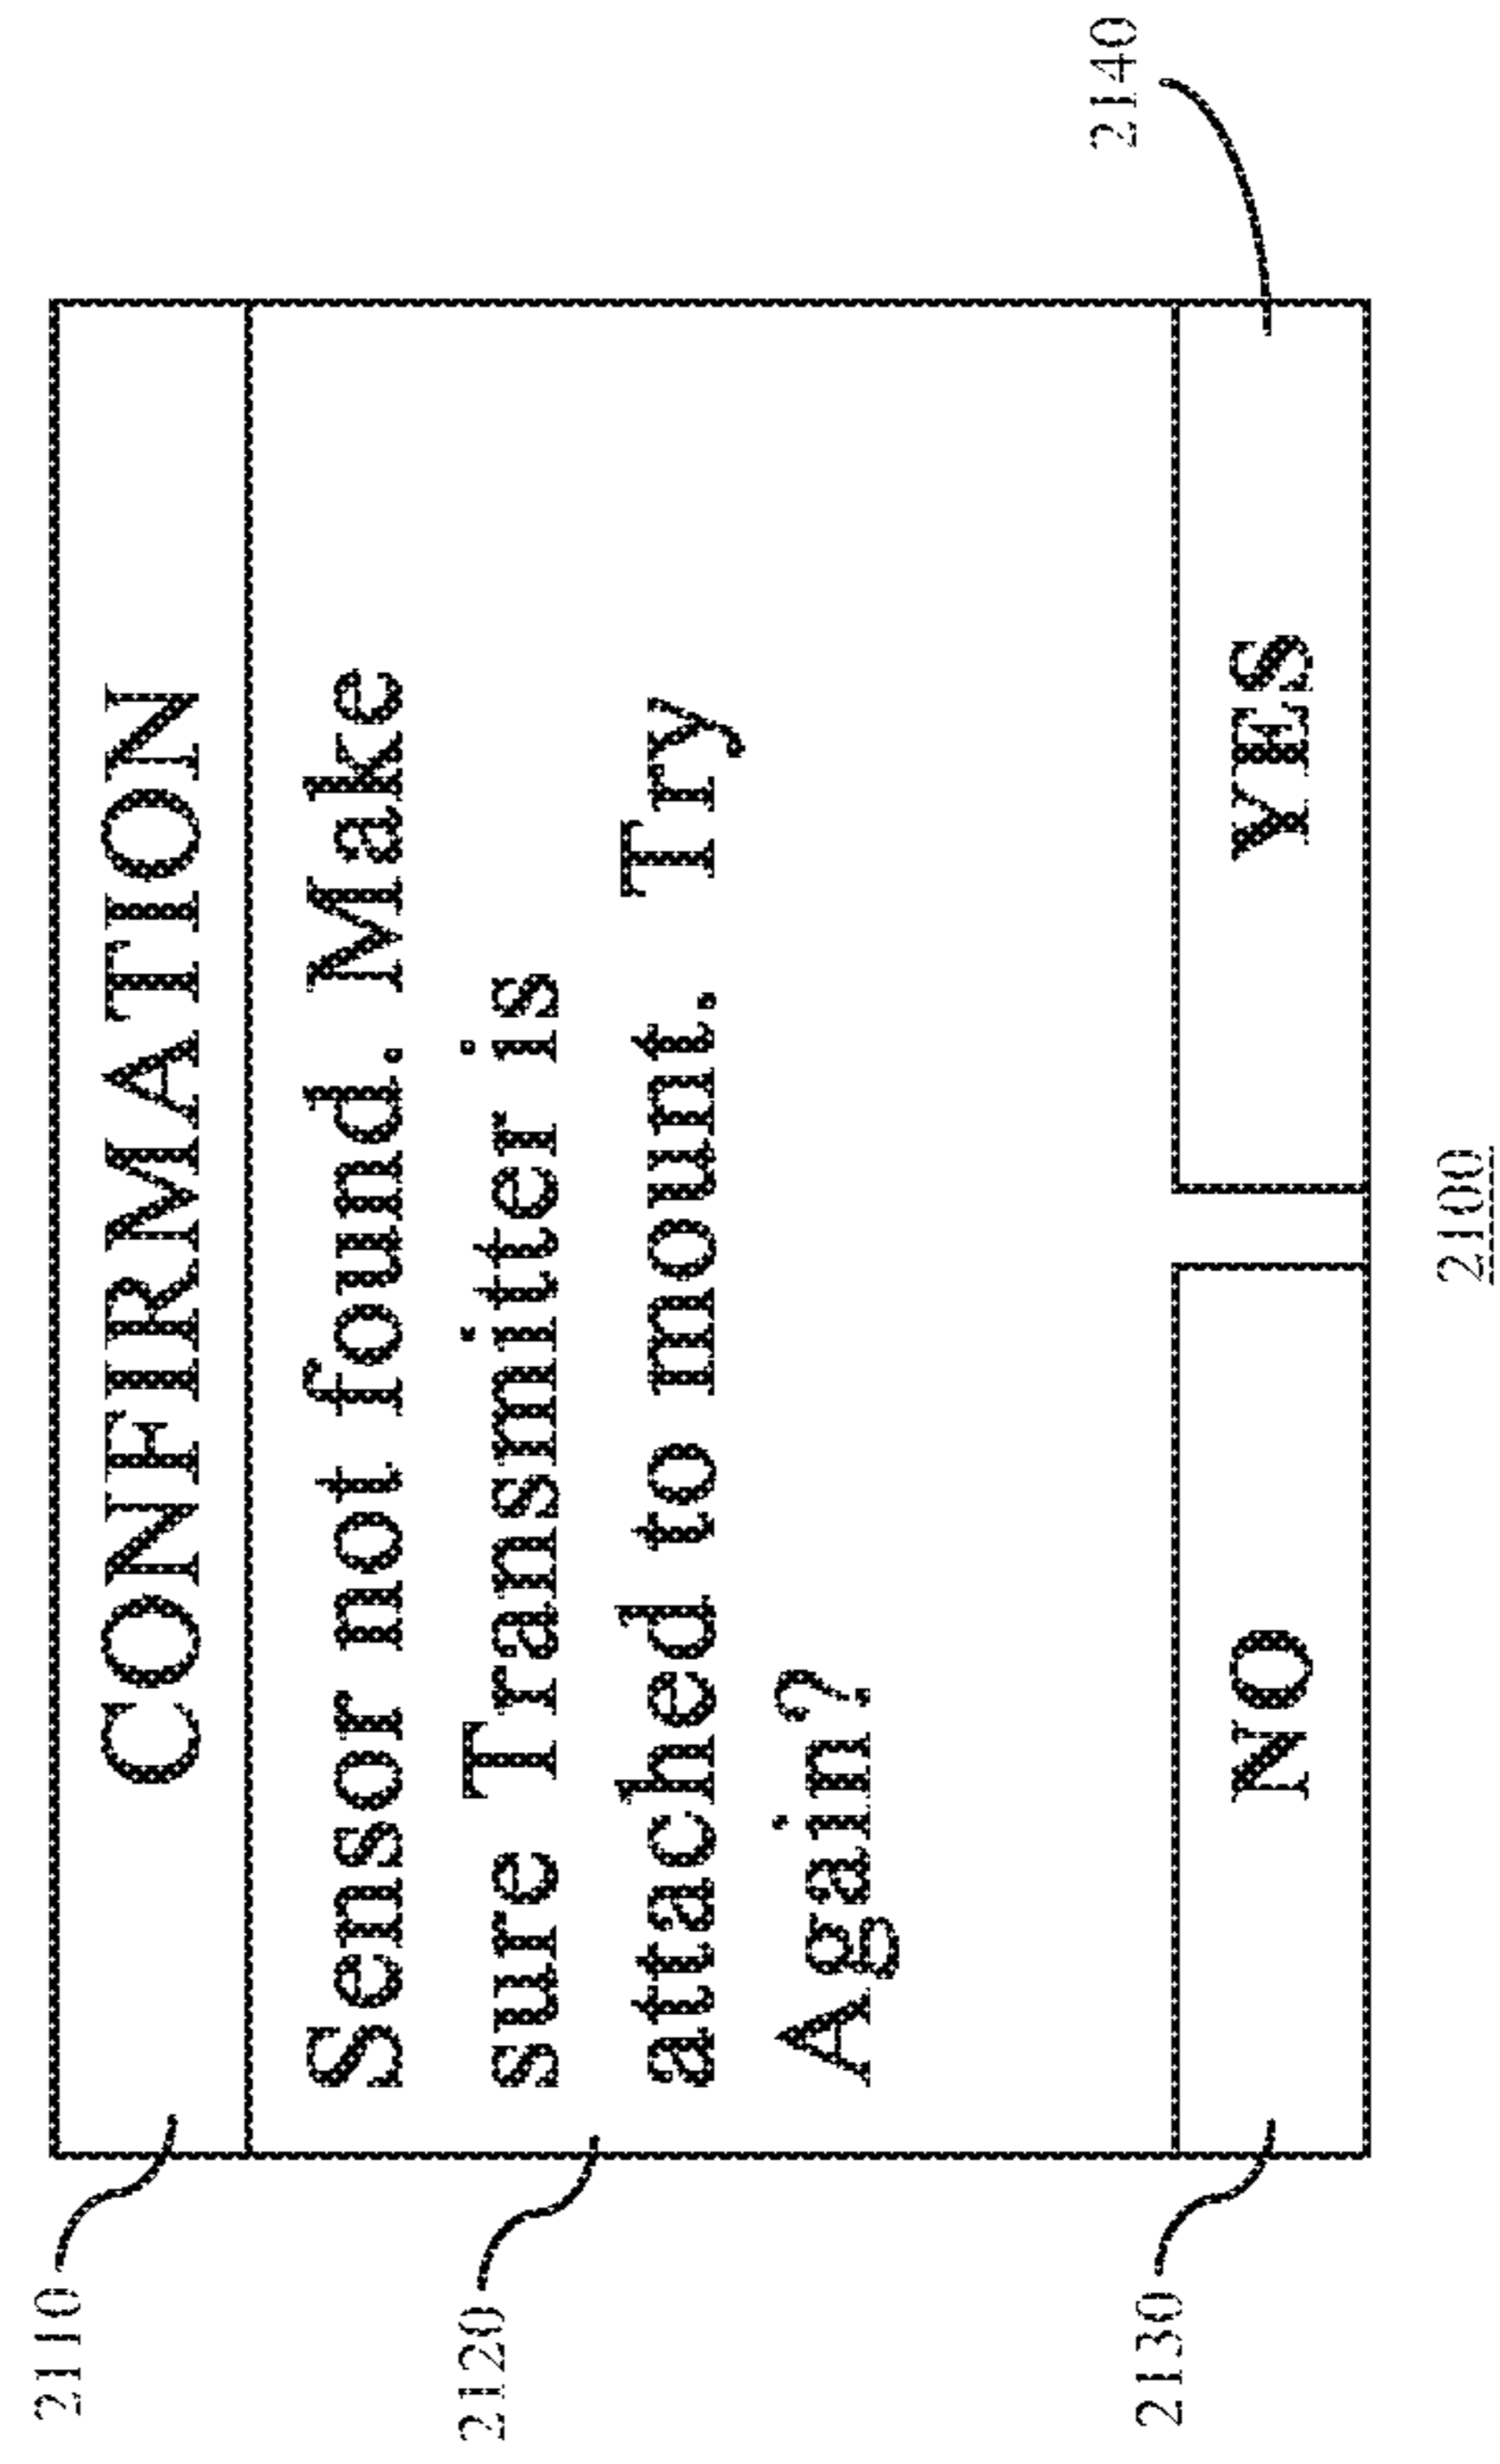 2110
CONFIRMATION
2120
Sensor not found. Make
sure Transmitter is
attached to mount. Try
Again?
2130
NO
YES
2140
2100